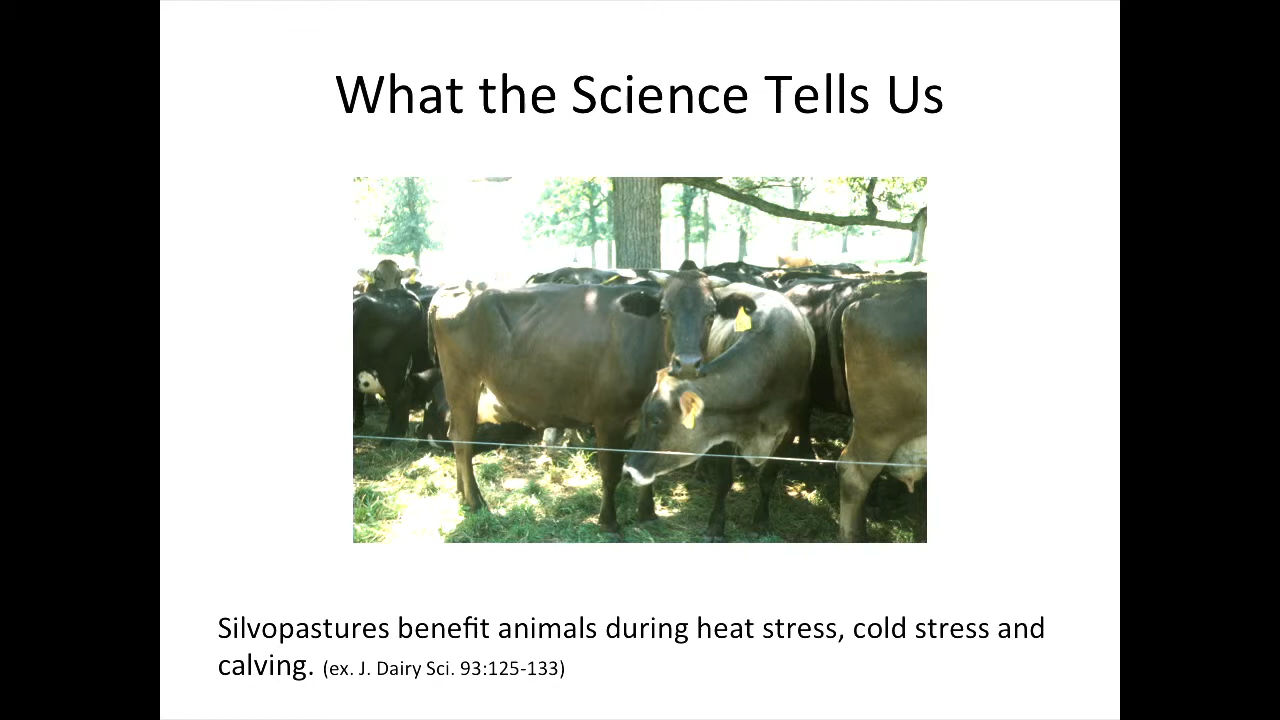 What the Science Tells Us
Silvopastures benefit animals during heat stress, cold stress and
calving. (ex. J. Dairy Sci. 93:125-133)